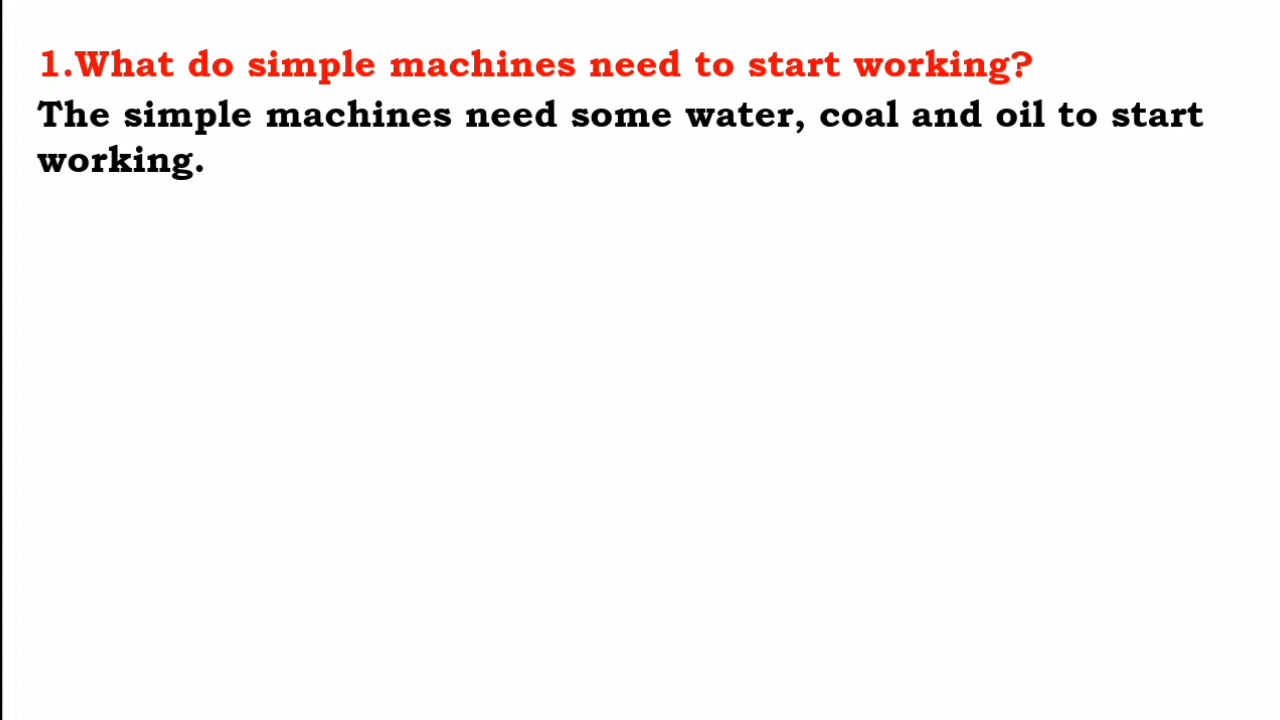 1.What do simple machines need to start working?
The simple machines need some water, coal and oil to start
working.